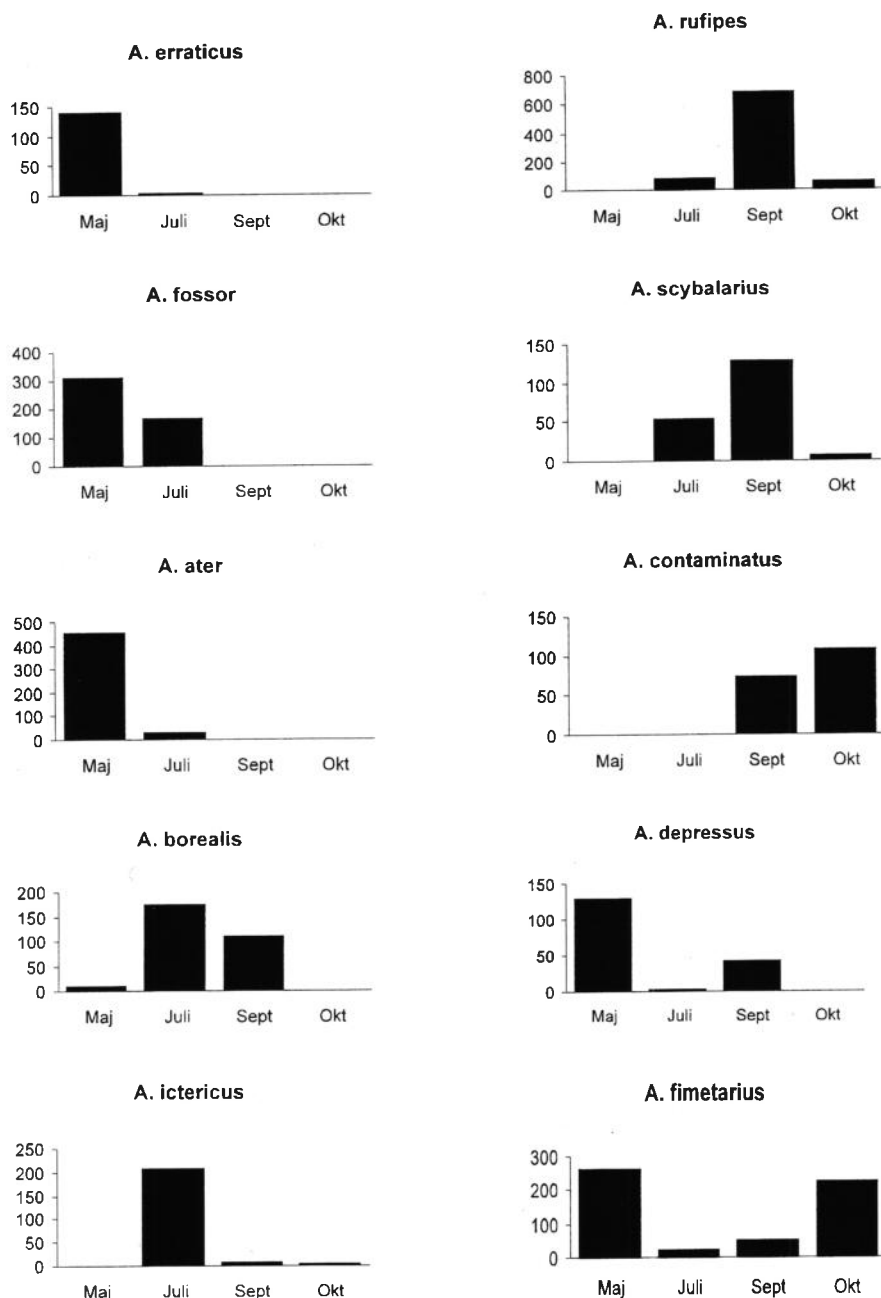 A. erraticus
150
100
50
0
Maj Juli Sept Okt
A. fossor
400
300
200
100
0
Maj Juli Sept Okt
A. ater
500
400
300
200
100
0
Maj Juli Sept Okt
A. borealis
200
150
100
50
0
Maj Juli Sept Okt
A. ictericus
250
200
150
100
50
0
Maj Juli Sept Okt
A. rufipes
800
600
400
200
0
Maj Juli Sept Okt
A. scybalarius
150
100
50
0
Maj Juli Sept Okt
A. contaminatus
150
100
50
0
Maj Juli Sept Okt
A. depressus
150
100
50
0
Maj Juli Sept Okt
A. fimetarius
300
200
100
0
Maj Juli Sept Okt